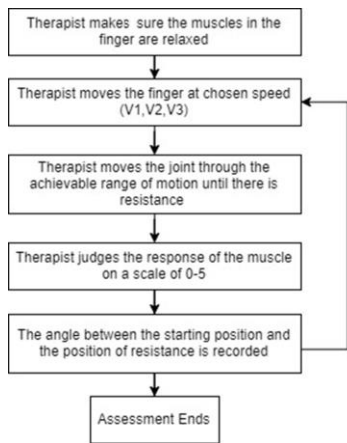 Therapist makes sure the muscles in the
finger are relaxed
Therapist moves the finger at chosen speed
(V1,V2,V3)
Therapist moves the joint through the
achievable range of motion until there is
resistance
Therapist judges the response of the muscle
on a scale of 0-5
The angle between the starting position and
the position of resistance is recorded
Assessment Ends